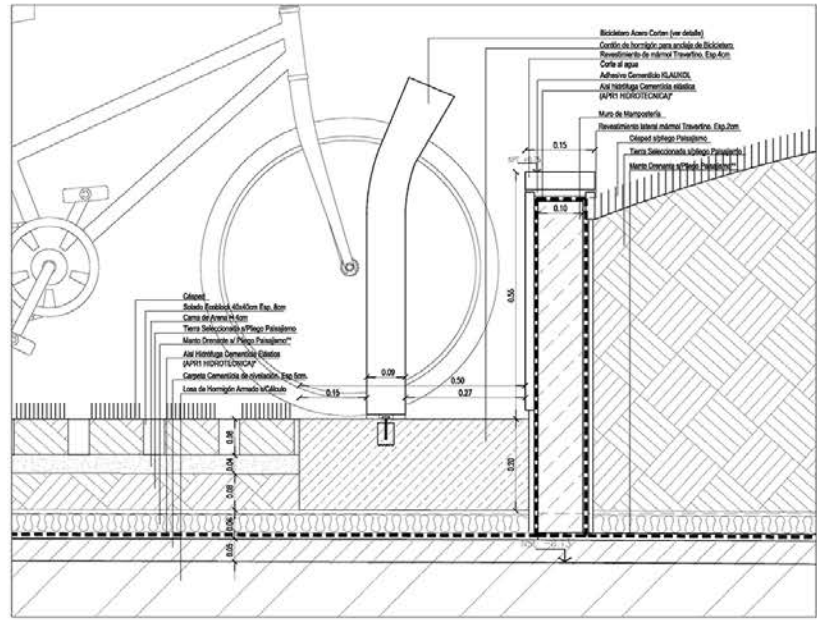 Bicicletero Acero Corten (ver detalle)
Cordón de hormigón para anclaje de Bicicletero
Revestimiento de mármol Travertino. Esp.4cm
Corte al agua
Adhesivo Cementicio KLAUKOL
Aisl hidrófuga Cementicia elástica
(APR1 HIDROTECNICA)*
Muro de Mampostería
Revestimiento lateral mármol Travertino. Esp.2cm
Césped s/pliego Paisajismo
Tierra Seleccionada s/pliego Paisajismo
Manto Drenante s/Pliego Paisajismo**
0.15
0.10
0.55
Césped
Solado Ecoblock 40x40cm Esp. 8cm
Cama de Arena H:4cm
Tierra Seleccionada s/Pliego Paisajismo
Manto Drenante s/ Pliego Paisajismo**
Aisl Hidrófuga Cementicia Elástica
(APR1 HIDROTECNICA)*
Carpeta Cementicia de nivelación. Esp 5cm.
Losa de Hormigón Armado s/Cálculo
0.09
0.50
0.15
0.27
0.04
0.20
0.05